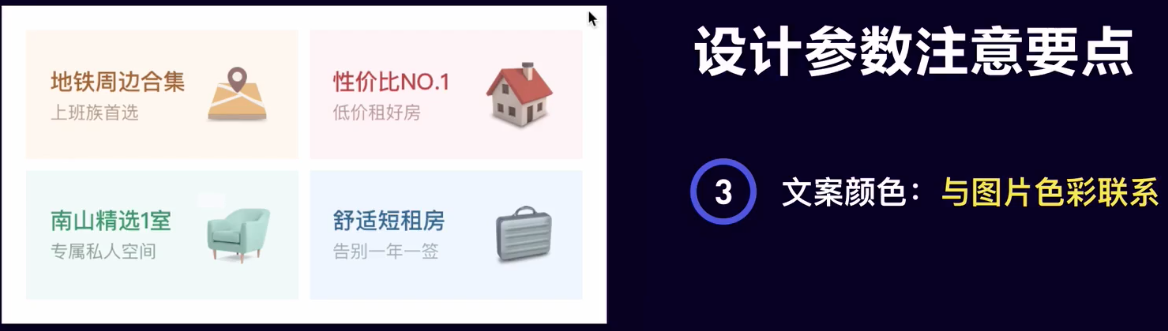 地铁周边合集
上班族首选
性价比NO.1
低价租好房
南山精选1室
专属私人空间
舒适短租房
告别一年一签
设计参数注意要点
3
文案颜色：与图片色彩联系